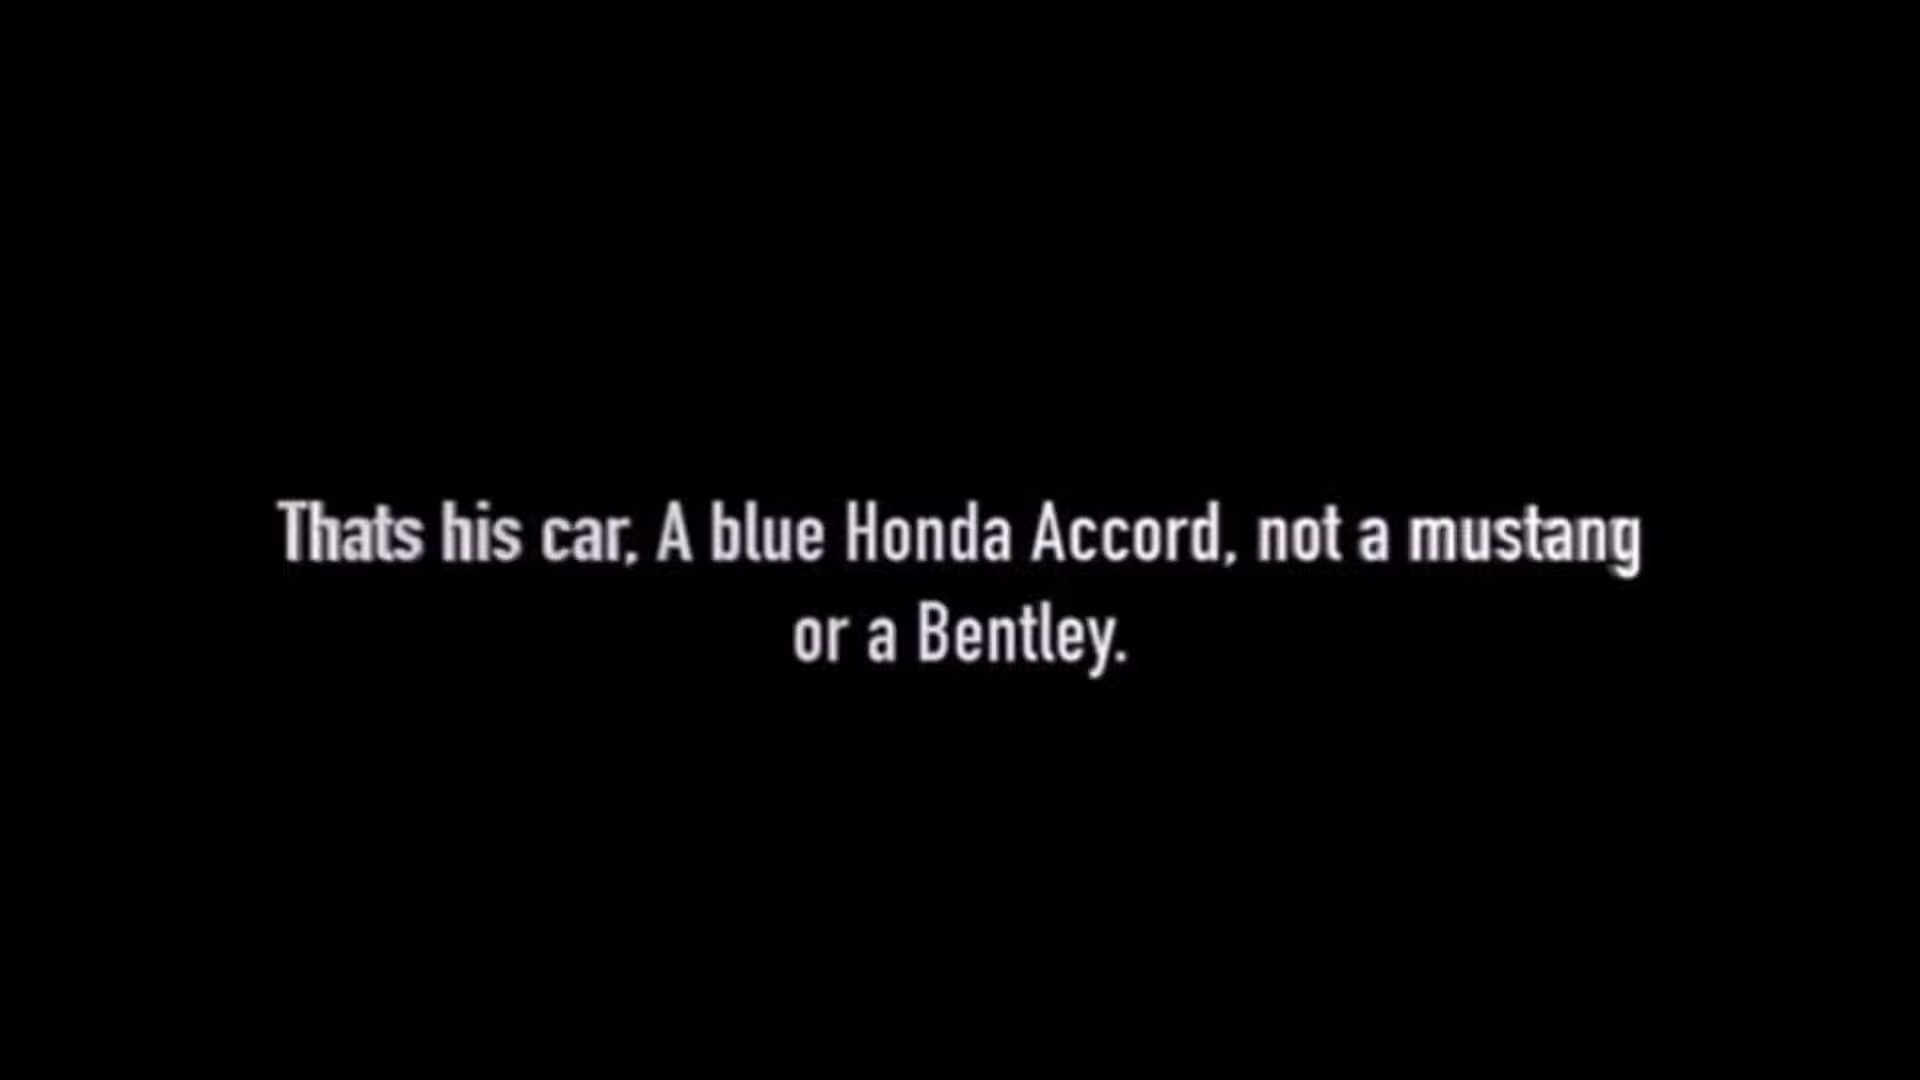 Thats his car, A blue Honda Accord, not a mustang
or a Bentley.